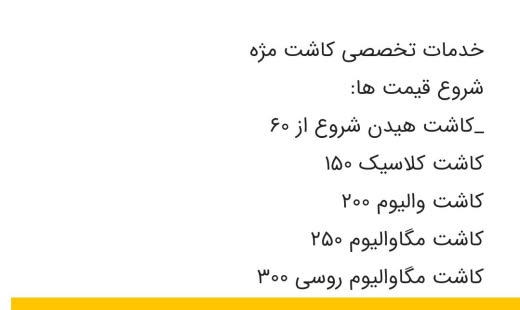 خدمات تخصصی کاشت مژه
شروع قیمت ها:
_کاشت هیدن شروع از ۶۰
کاشت کلاسیک ۱۵۰
کاشت والیوم ۲۰۰
کاشت مگاوالیوم ۲۵۰
کاشت مگاوالیوم روسی ۳۰۰